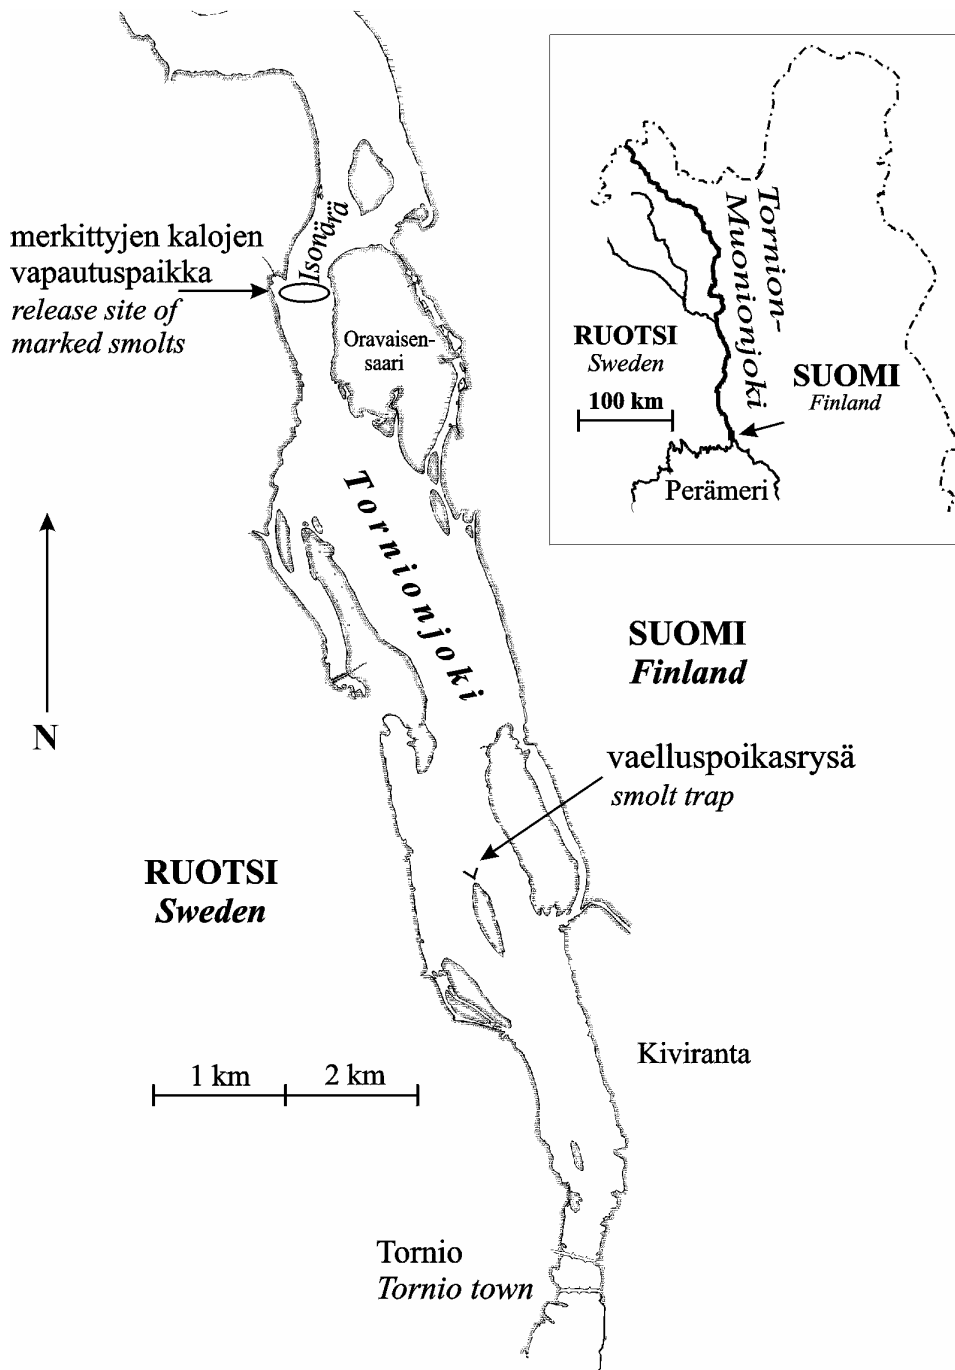 merkittyjen kalojen
vapautuspaikka
release site of
marked smolts
Isonärä
Oravaisen-
saari
Tornionjoki
N
SUOMI
Finland
vaelluspoikasrysä
smolt trap
RUOTSI
Sweden
1 km 2 km
Kiviranta
Tornio
Tornio town
Tornion-
Muonionjoki
RUOTSI
Sweden
100 km
SUOMI
Finland
Perämeri